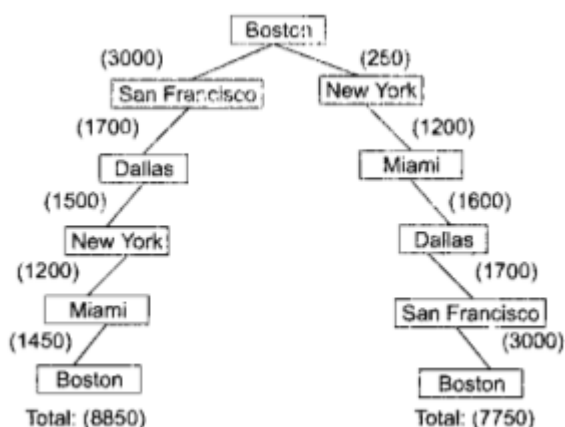 Boston
(3000) (250)
San Francisco New York
(1700) (1200)
Dallas Miami
(1500) (1600)
New York Dallas
(1200) (1700)
Miami San Francisco
(1450) (3000)
Boston Boston
Total: (8850) Total: (7750)